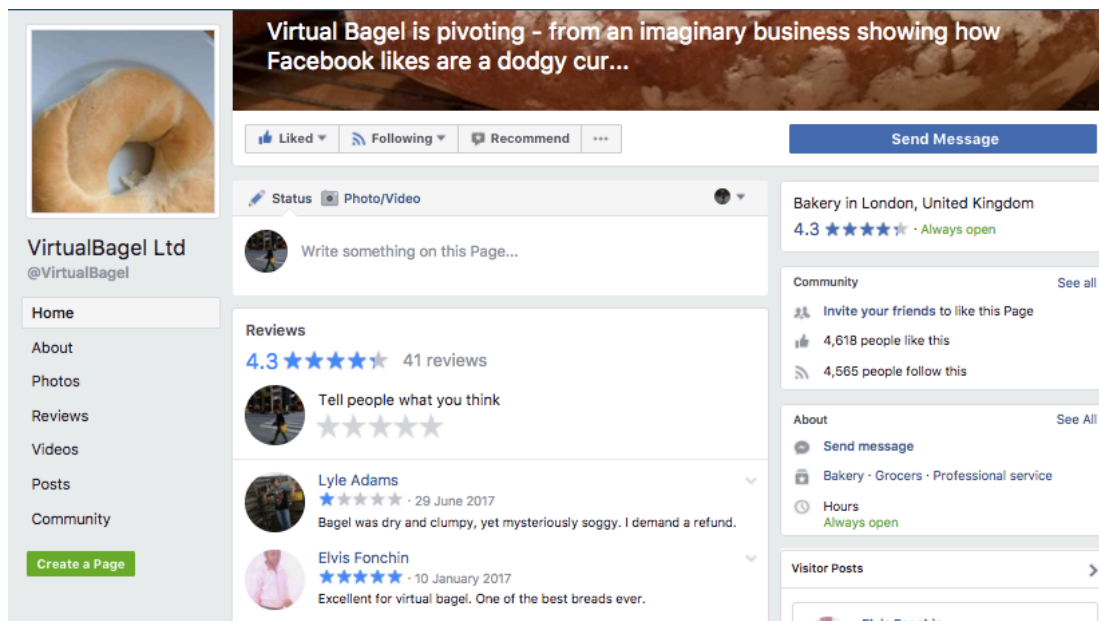 Virtual Bagel is pivoting - from an imaginary business showing how
Facebook likes are a dodgy cur...
Liked
Following
Recommend
Send Message
VirtualBagel Ltd
@VirtualBagel
Home
About
Photos
Reviews
Videos
Posts
Community
Create a Page
Status
Photo/Video
Write something on this Page...
Reviews
4.3
41 reviews
Tell people what you think
Lyle Adams
· 29 June 2017
Bagel was dry and clumpy, yet mysteriously soggy. I demand a refund.
Elvis Fonchin
· 10 January 2017
Excellent for virtual bagel. One of the best breads ever.
Bakery in London, United Kingdom
4.3 · Always open
Community See all
Invite your friends to like this Page
4,618 people like this
4,565 people follow this
About See All
Send message
Bakery · Grocers · Professional service
Hours
Always open
Visitor Posts